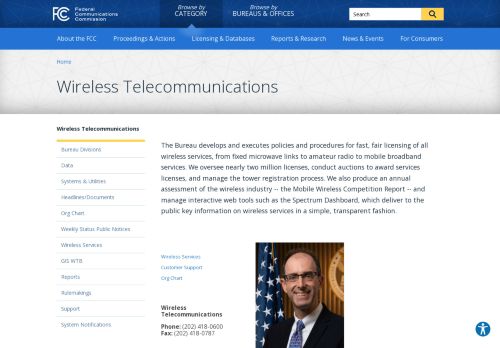 FCC Federal Communications Commission
Browse by CATEGORY
Browse by BUREAUS & OFFICES
Search
About the FCC
Proceedings & Actions
Licensing & Databases
Reports & Research
News & Events
For Consumers
Home
Wireless Telecommunications
Wireless Telecommunications
Bureau Divisions
Data
Systems & Utilities
Headlines/Documents
Org Chart
Weekly Status Public Notices
Wireless Services
GIS WTB
Reports
Rulemakings
Support
System Notifications
The Bureau develops and executes policies and procedures for fast, fair licensing of all
wireless services, from fixed microwave links to amateur radio to mobile broadband
services. We oversee nearly two million licenses, conduct auctions to award services
licenses, and manage the tower registration process. We also produce an annual
assessment of the wireless industry -- the Mobile Wireless Competition Report -- and
manage interactive web tools such as the Spectrum Dashboard, which deliver to the
public key information on wireless services in a simple, transparent fashion.
Wireless Services
Customer Support
Org Chart
Wireless
Telecommunications
Phone: (202) 418-0600
Fax: (202) 418-0787